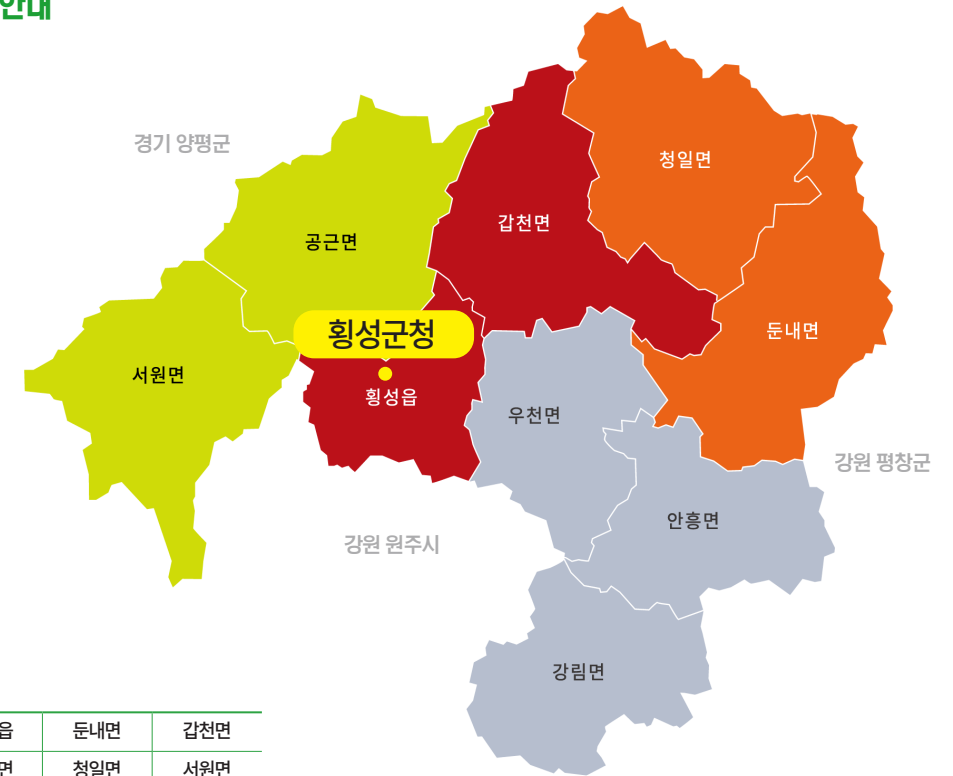 안내
경기 양평군
청일면
갑천면
공근면
횡성군청
둔내면
서원면
횡성읍
우천면
강원 평창군
안흥면
강원 원주시
강림면
읍 둔내면 갑천면
면 청일면 서원면